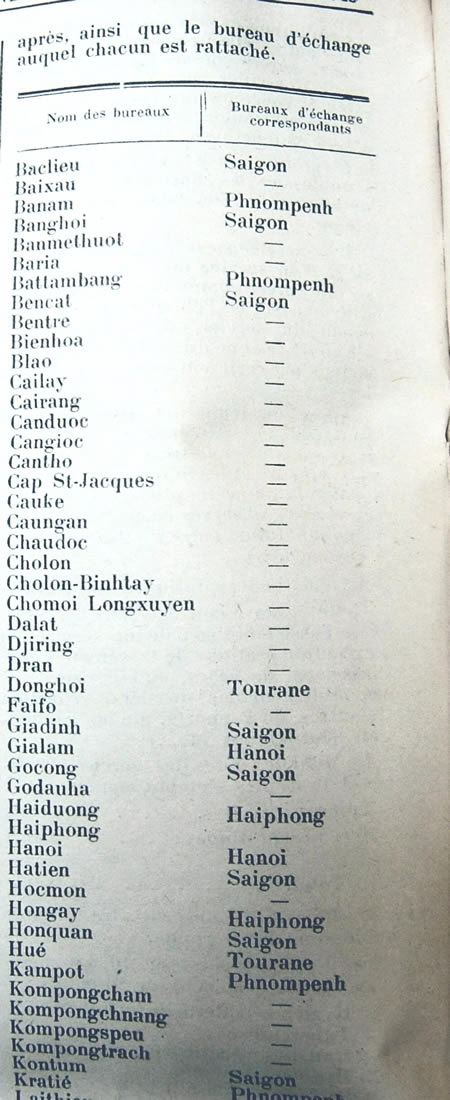 après, ainsi que le bureau d'échange
auquel chacun est rattaché.
Nom des bureaux Bureaux d'échange
correspondants
Baclieu Saigon
Baixau —
Banam Phnompenh
Banghoi Saigon
Banmethuot —
Baria —
Battambang Phnompenh
Bencat Saigon
Bentre —
Bienhoa —
Blao —
Cailay —
Cairang —
Canduoc —
Cangioc —
Cantho —
Cap St-Jacques —
Cauke —
Caungan —
Chaudoc —
Cholon —
Cholon-Binhtay —
Chomoi Longxuyen —
Dalat —
Djiring —
Dran —
Donghoi Tourane
Faïfo —
Giadinh Saigon
Gialam Hànoi
Gocong Saigon
Godauha —
Haiduong Haiphong
Haiphong —
Hanoi Hanoi
Hatien Saigon
Hocmon —
Hongay Haiphong
Honquan Saigon
Hué Tourane
Kampot Phnompenh
Kompongcham —
Kompongchnang —
Kompongspeu —
Kompongtrach —
Kontum Saigon
Kratié Phnompenh